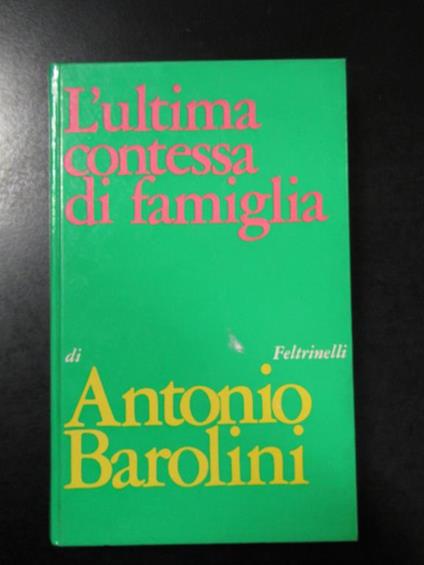 L'ultima
contessa
di famiglia
di Feltrinelli
Antonio
Barolini